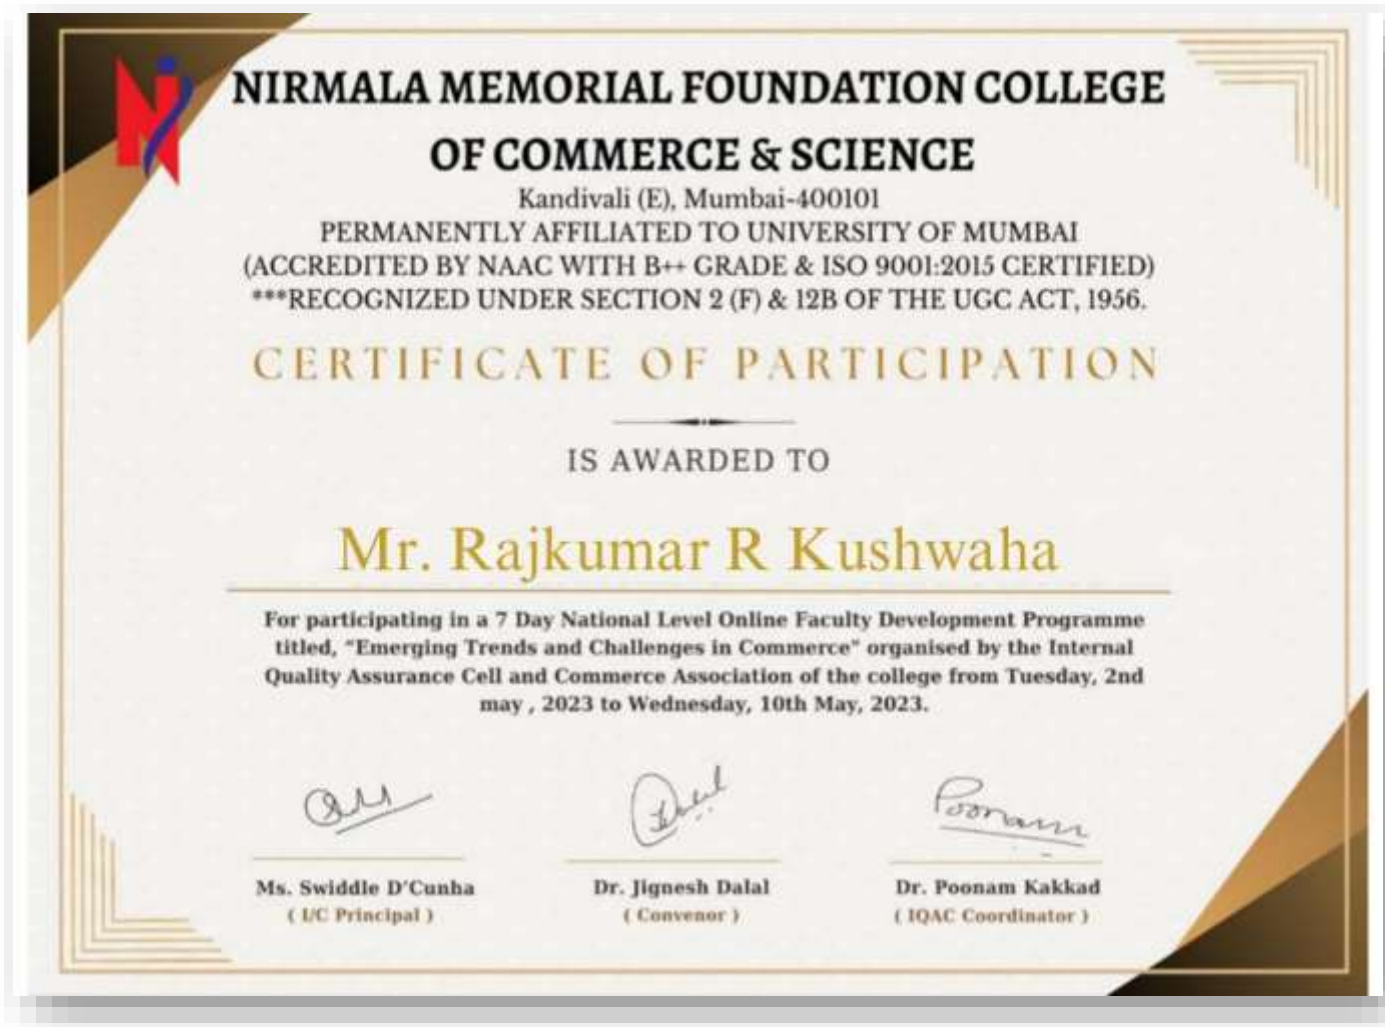 NIRMALA MEMORIAL FOUNDATION COLLEGE
OF COMMERCE & SCIENCE
Kandivali (E), Mumbai-400101
PERMANENTLY AFFILIATED TO UNIVERSITY OF MUMBAI
(ACCREDITED BY NAAC WITH B++ GRADE & ISO 9001:2015 CERTIFIED)
***RECOGNIZED UNDER SECTION 2 (F) & 12B OF THE UGC ACT, 1956.
CERTIFICATE OF PARTICIPATION
IS AWARDED TO
Mr. Rajkumar R Kushwaha
For participating in a 7 Day National Level Online Faculty Development Programme
titled, "Emerging Trends and Challenges in Commerce" organised by the Internal
Quality Assurance Cell and Commerce Association of the college from Tuesday, 2nd
may , 2023 to Wednesday, 10th May, 2023.
Poonam
Ms. Swiddle D'Cunha Dr. Jignesh Dalal Dr. Poonam Kakkad
( I/C Principal ) ( Convenor ) ( IQAC Coordinator )